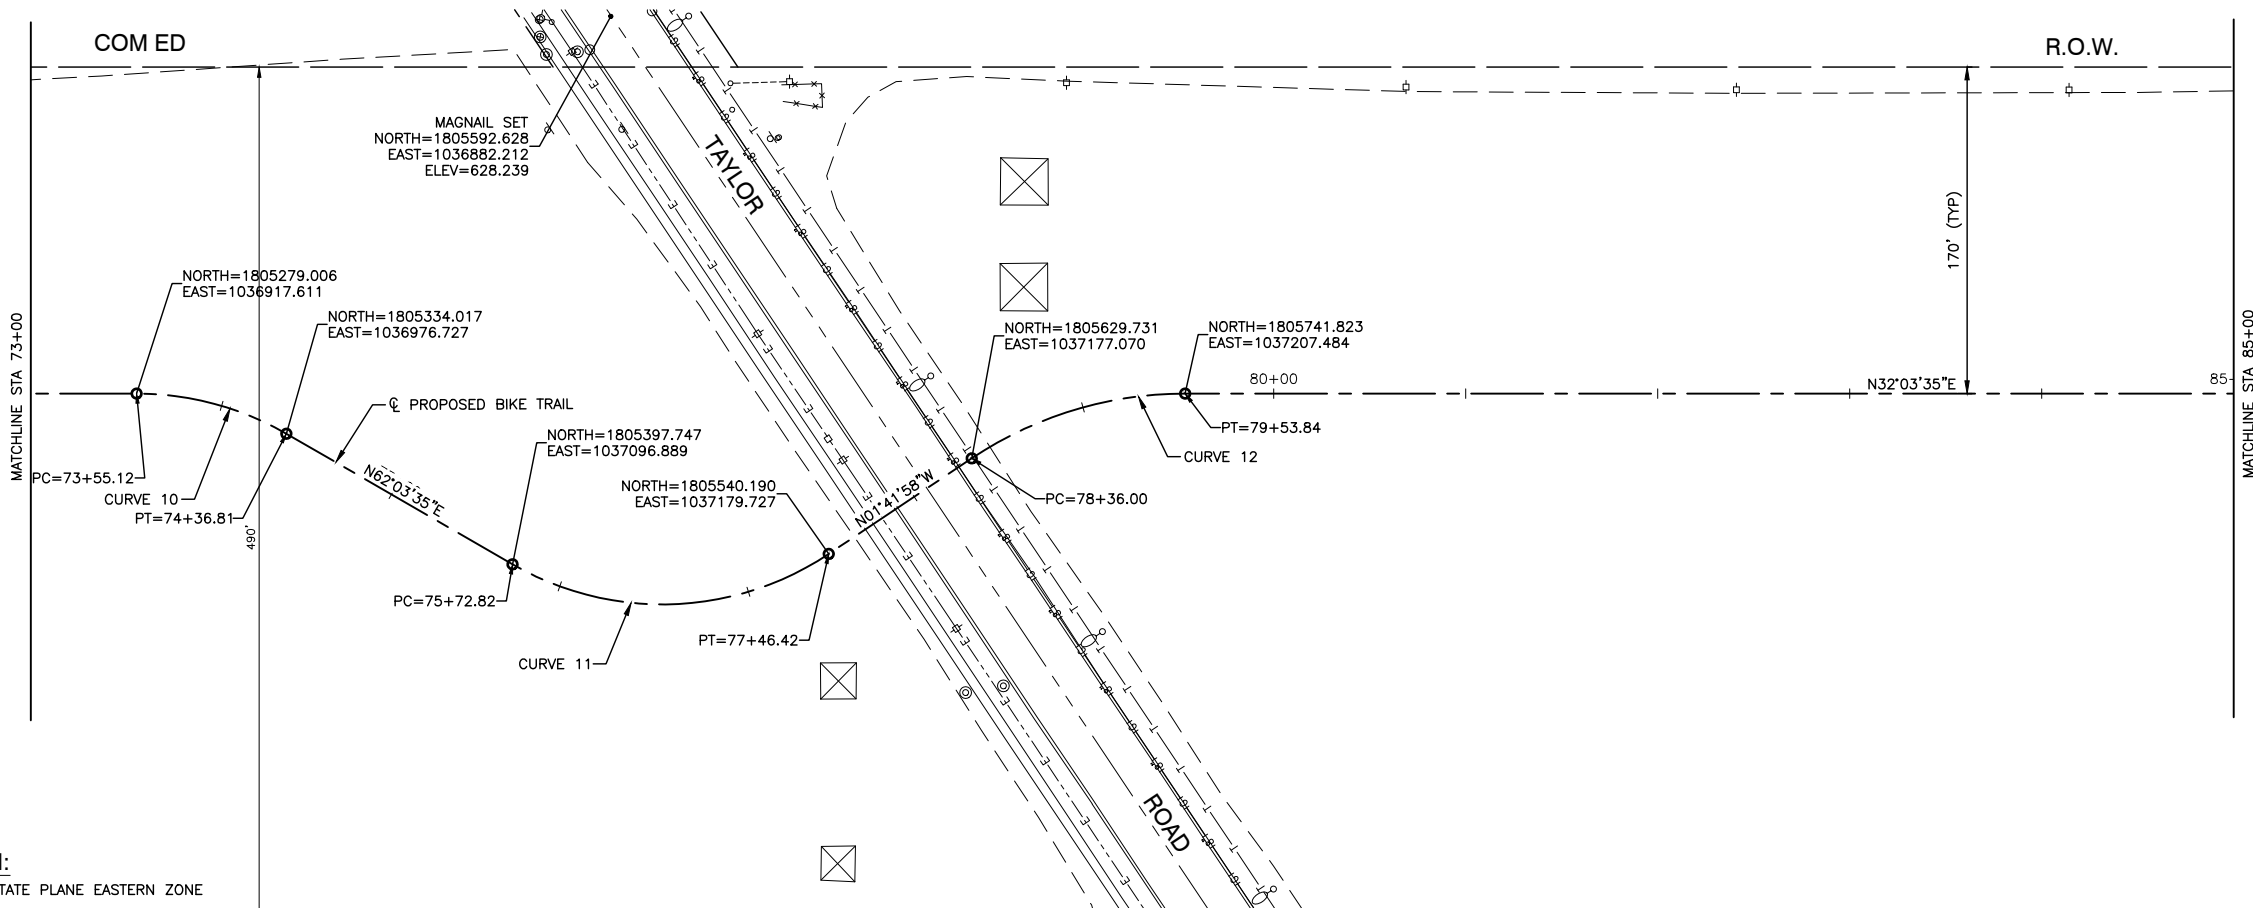 COM ED
R.O.W.
MAGNAIL SET
NORTH=1805592.628
EAST=1036882.212
ELEV=628.239
TAYLOR
170' (TYP)
NORTH=1805279.006
EAST=1036917.611
NORTH=1805334.017
EAST=1036976.727
NORTH=1805629.731
EAST=1037177.070
NORTH=1805741.823
EAST=1037207.484
MATCHLINE STA 73+00
MATCHLINE STA 85+00
80+00
85
N32°03'35"E
℄ PROPOSED BIKE TRAIL
PT=79+53.84
NORTH=1805397.747
EAST=1037096.889
CURVE 12
PC=73+55.12
CURVE 10
PT=74+36.81
N62°03'35"E
NORTH=1805540.190
EAST=1037179.727
N01°41'58"W
PC=78+36.00
490'
PC=75+72.82
PT=77+46.42
CURVE 11
ROAD
TATE PLANE EASTERN ZONE